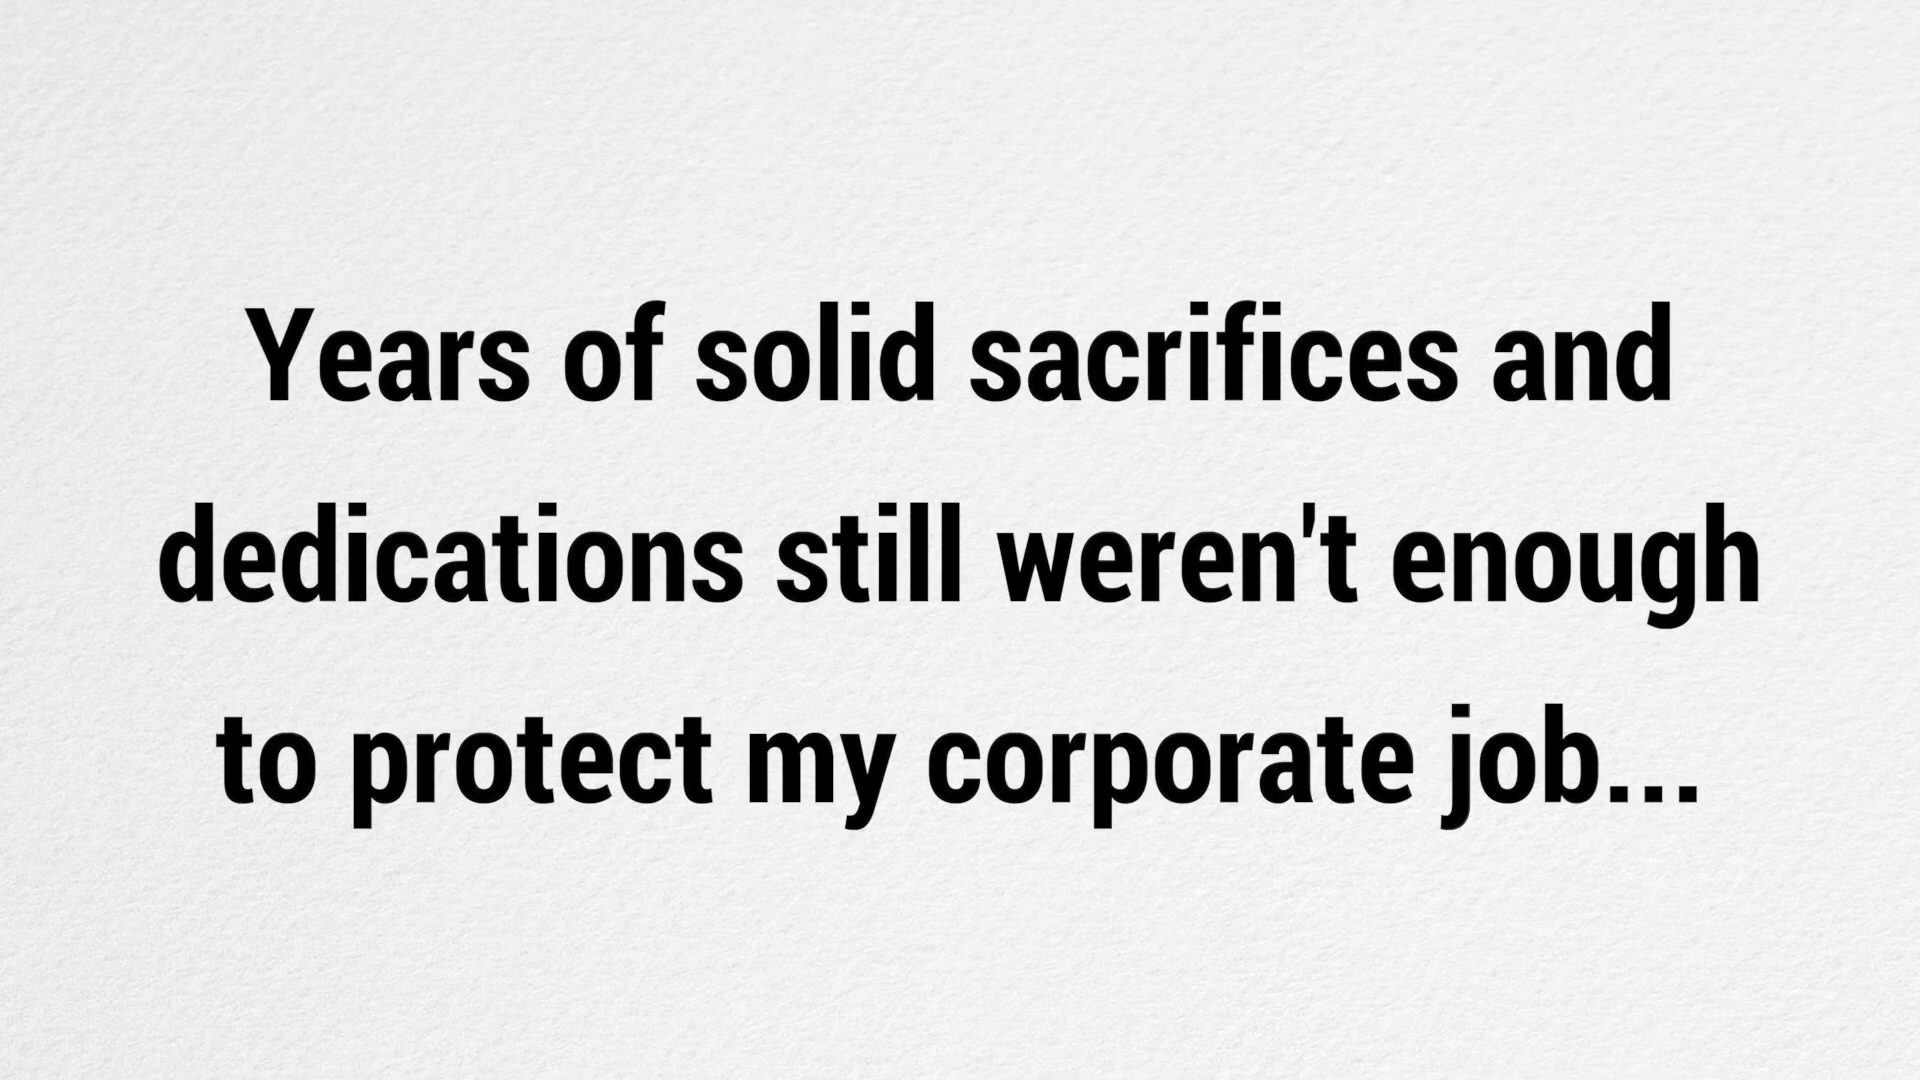 Years of solid sacrifices and
dedications still weren't enough
to protect my corporate job...